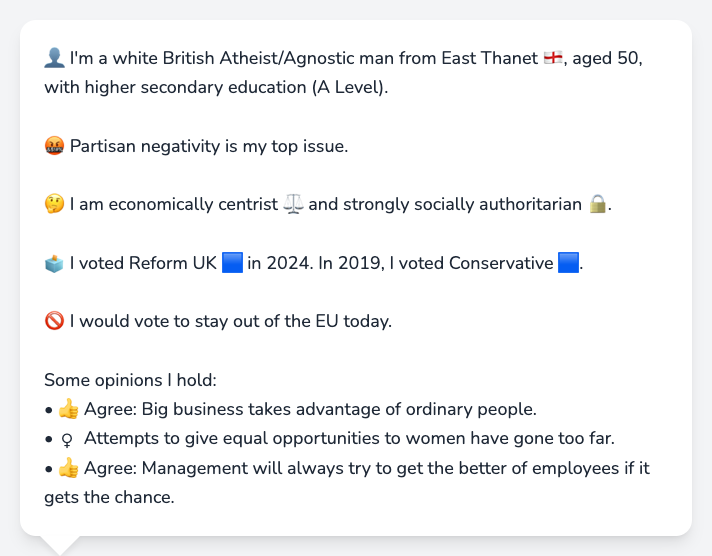 👤 I'm a white British Atheist/Agnostic man from East Thanet 🏴󠁧󠁢󠁥󠁮󠁧󠁿, aged 50,
with higher secondary education (A Level).
🤬 Partisan negativity is my top issue.
🤔 I am economically centrist ⚖️ and strongly socially authoritarian 🔒.
🗳️ I voted Reform UK 🟦 in 2024. In 2019, I voted Conservative 🟦.
🚫 I would vote to stay out of the EU today.
Some opinions I hold:
• 👍 Agree: Big business takes advantage of ordinary people.
• ♀ Attempts to give equal opportunities to women have gone too far.
• 👍 Agree: Management will always try to get the better of employees if it
gets the chance.